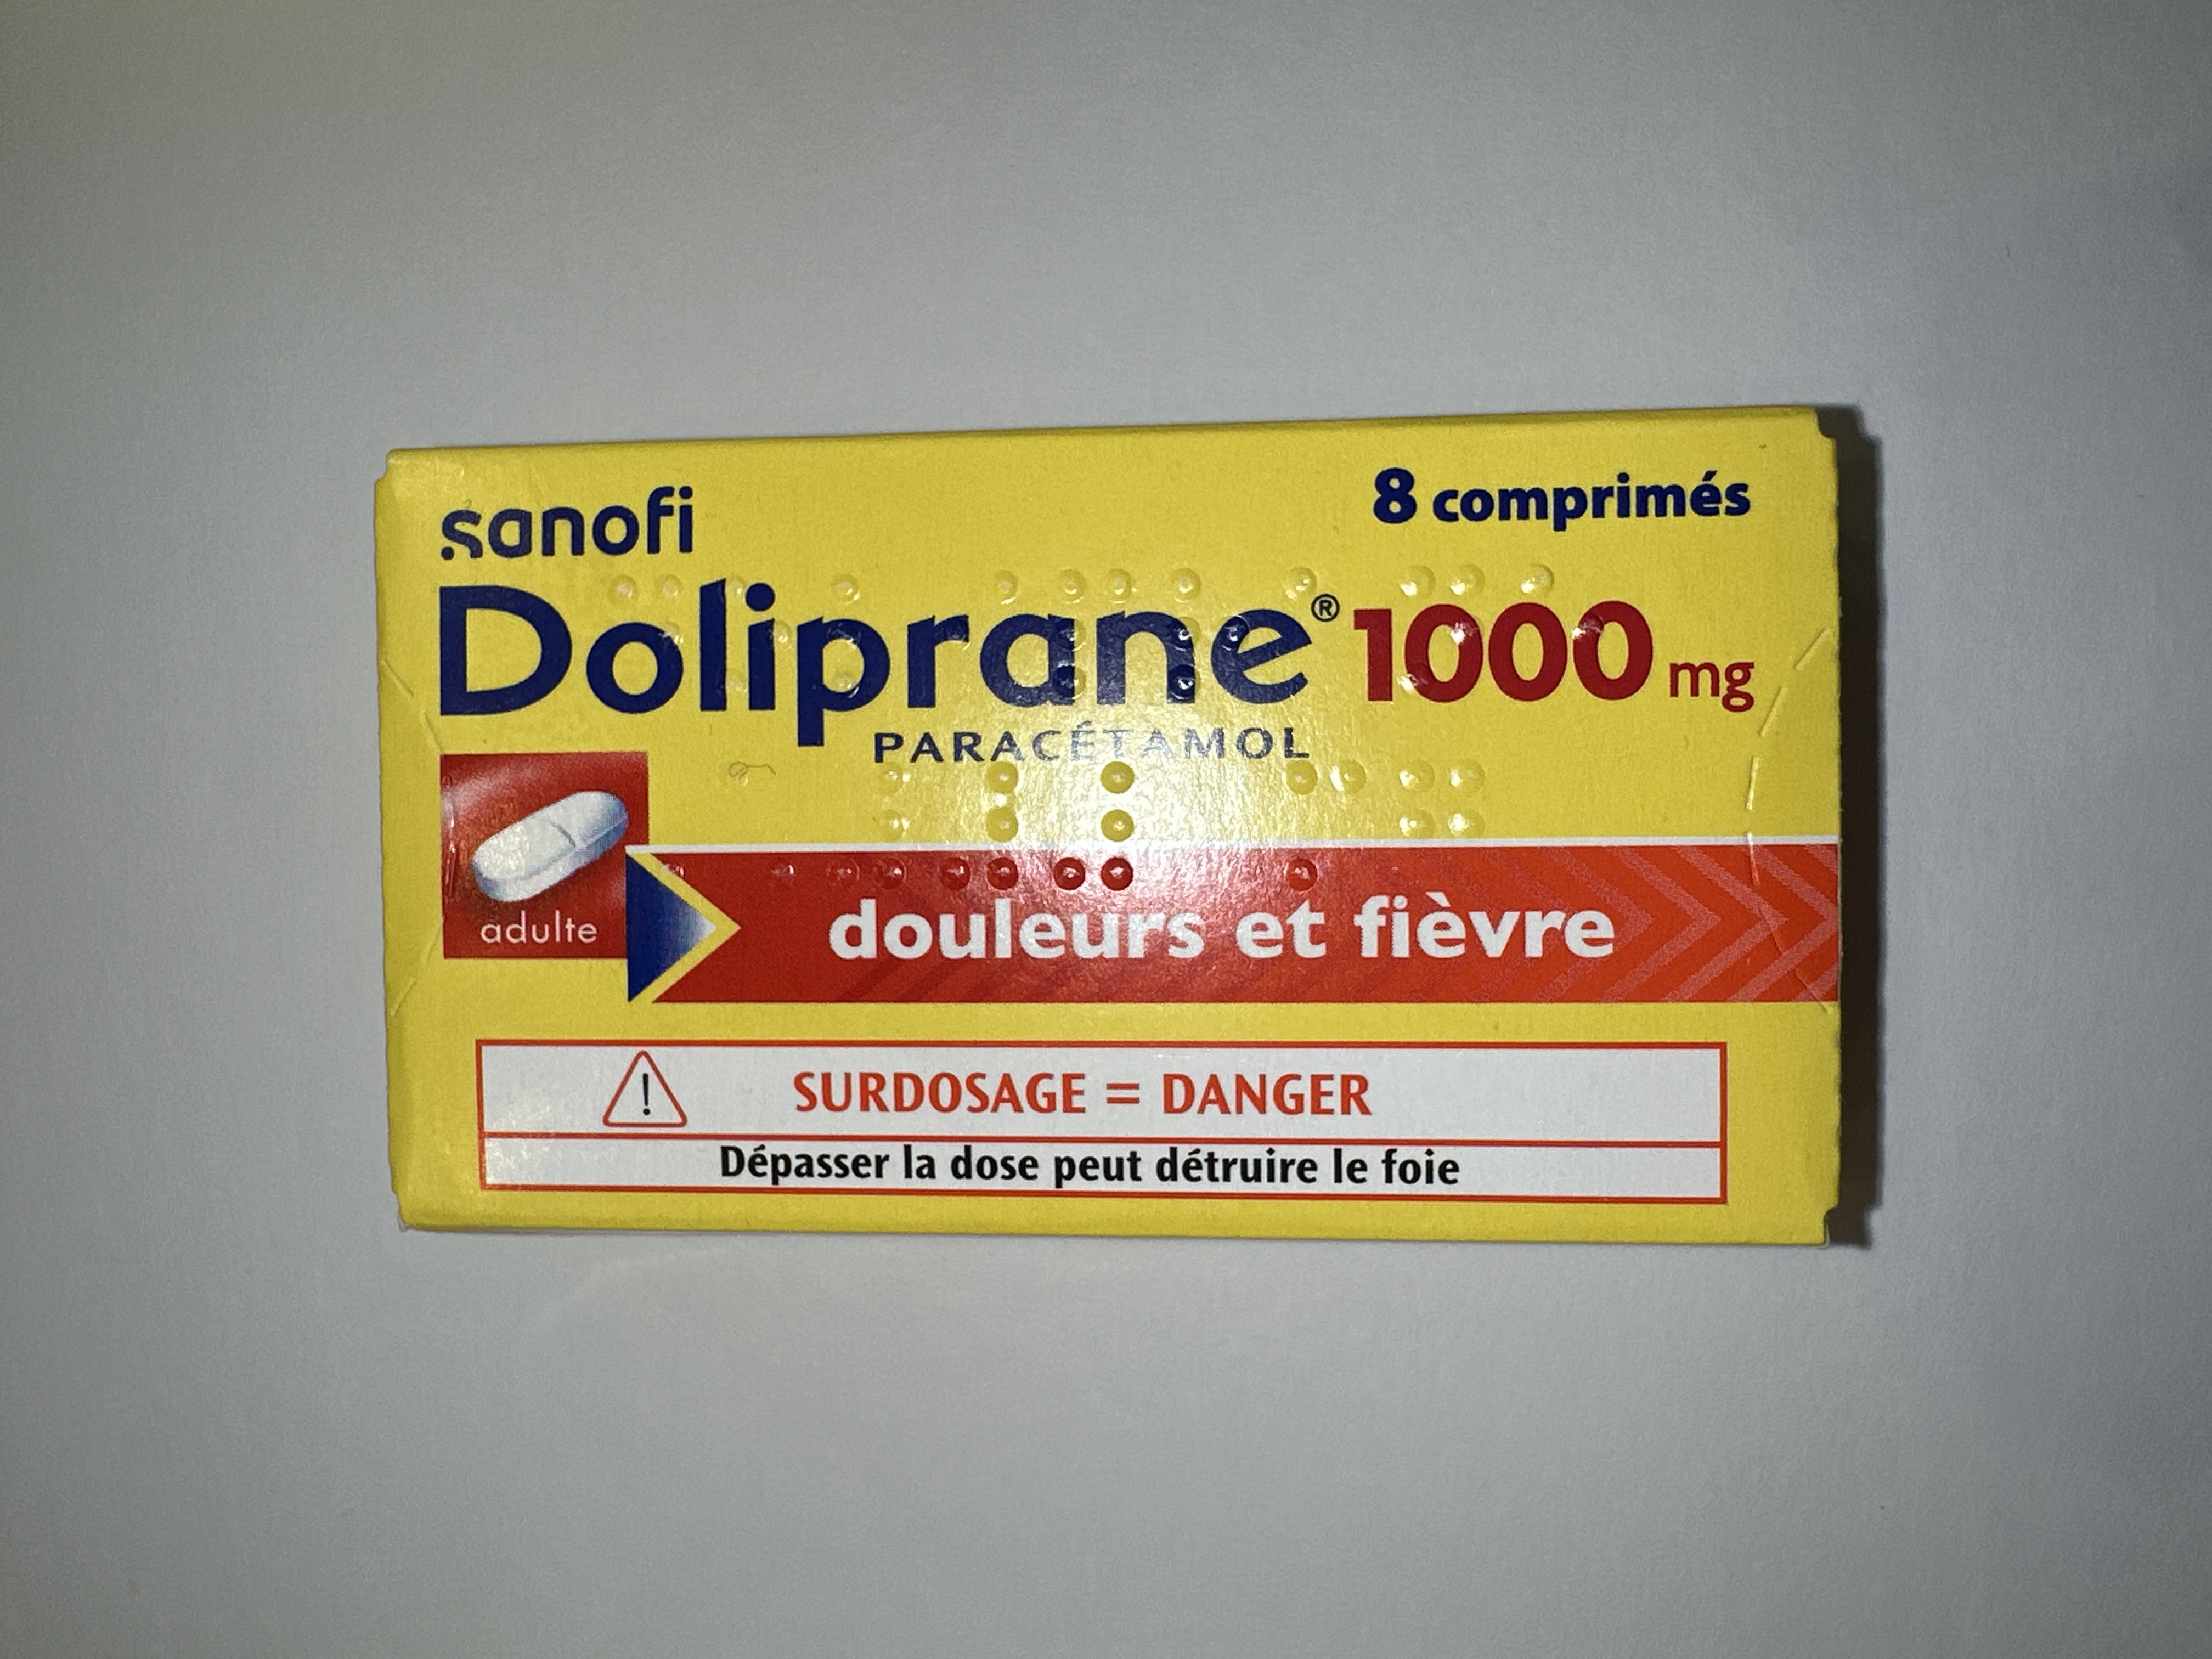 sanofi
8 comprimés
Doliprane® 1000 mg
PARACÉTAMOL
adulte
douleurs et fièvre
! SURDOSAGE = DANGER
Dépasser la dose peut détruire le foie